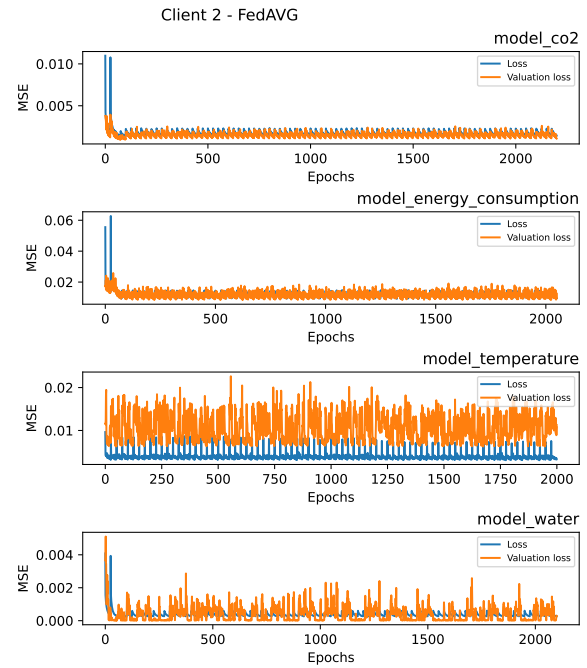 Client 2 - FedAVG
model_co2
0.010
0.005
MSE
Loss
Valuation loss
0 500 1000 1500 2000
Epochs
model_energy_consumption
0.06
0.04
0.02
MSE
Loss
Valuation loss
0 500 1000 1500 2000
Epochs
model_temperature
0.02
0.01
MSE
Loss
Valuation loss
0 250 500 750 1000 1250 1500 1750 2000
Epochs
model_water
0.004
0.002
0.000
MSE
Loss
Valuation loss
0 500 1000 1500 2000
Epochs